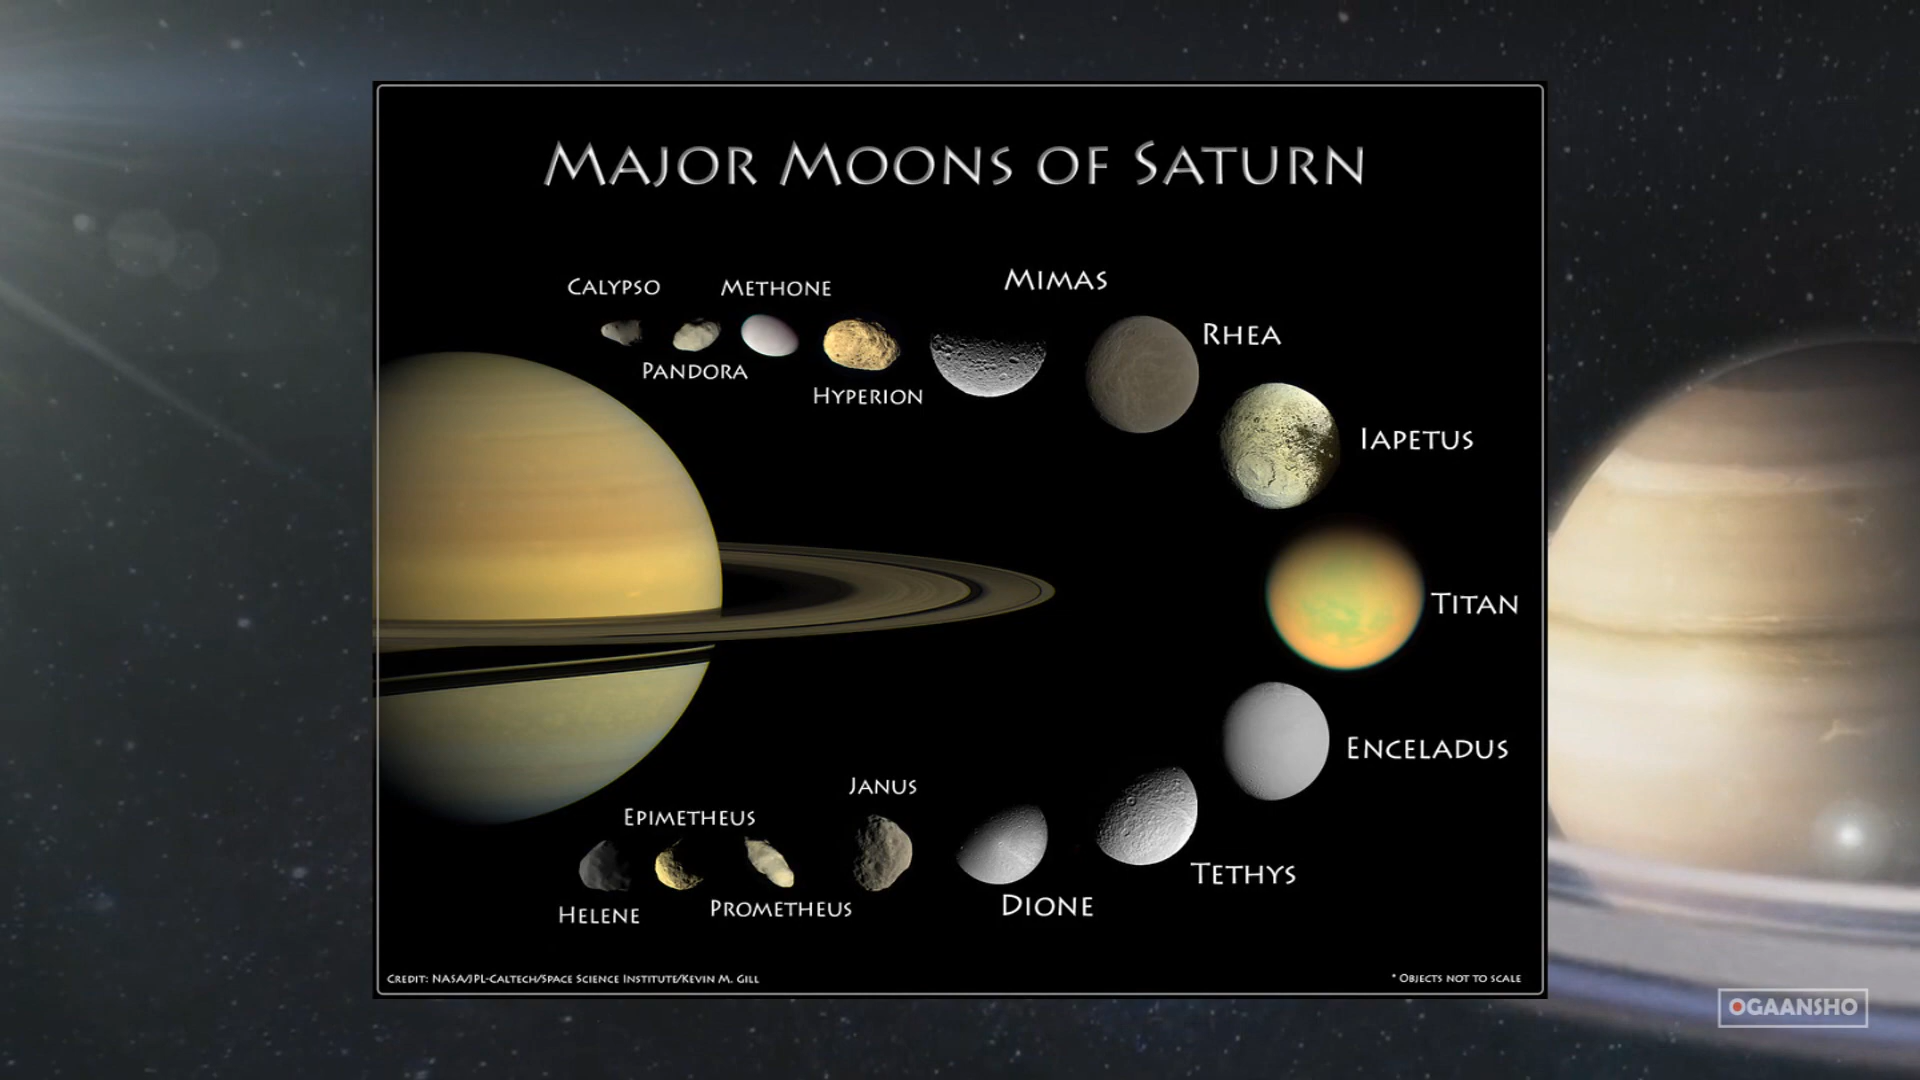 MAJOR MOONS OF SATURN
CALYPSO
METHONE
MIMAS
RHEA
PANDORA
HYPERION
IAPETUS
TITAN
ENCELADUS
JANUS
EPIMETHEUS
TETHYS
DIONE
HELENE
PROMETHEUS
CREDIT: NASA/JPL-CALTECH/SPACE SCIENCE INSTITUTE/KEVIN M. GILL
* OBJECTS NOT TO SCALE
OGAANSHO